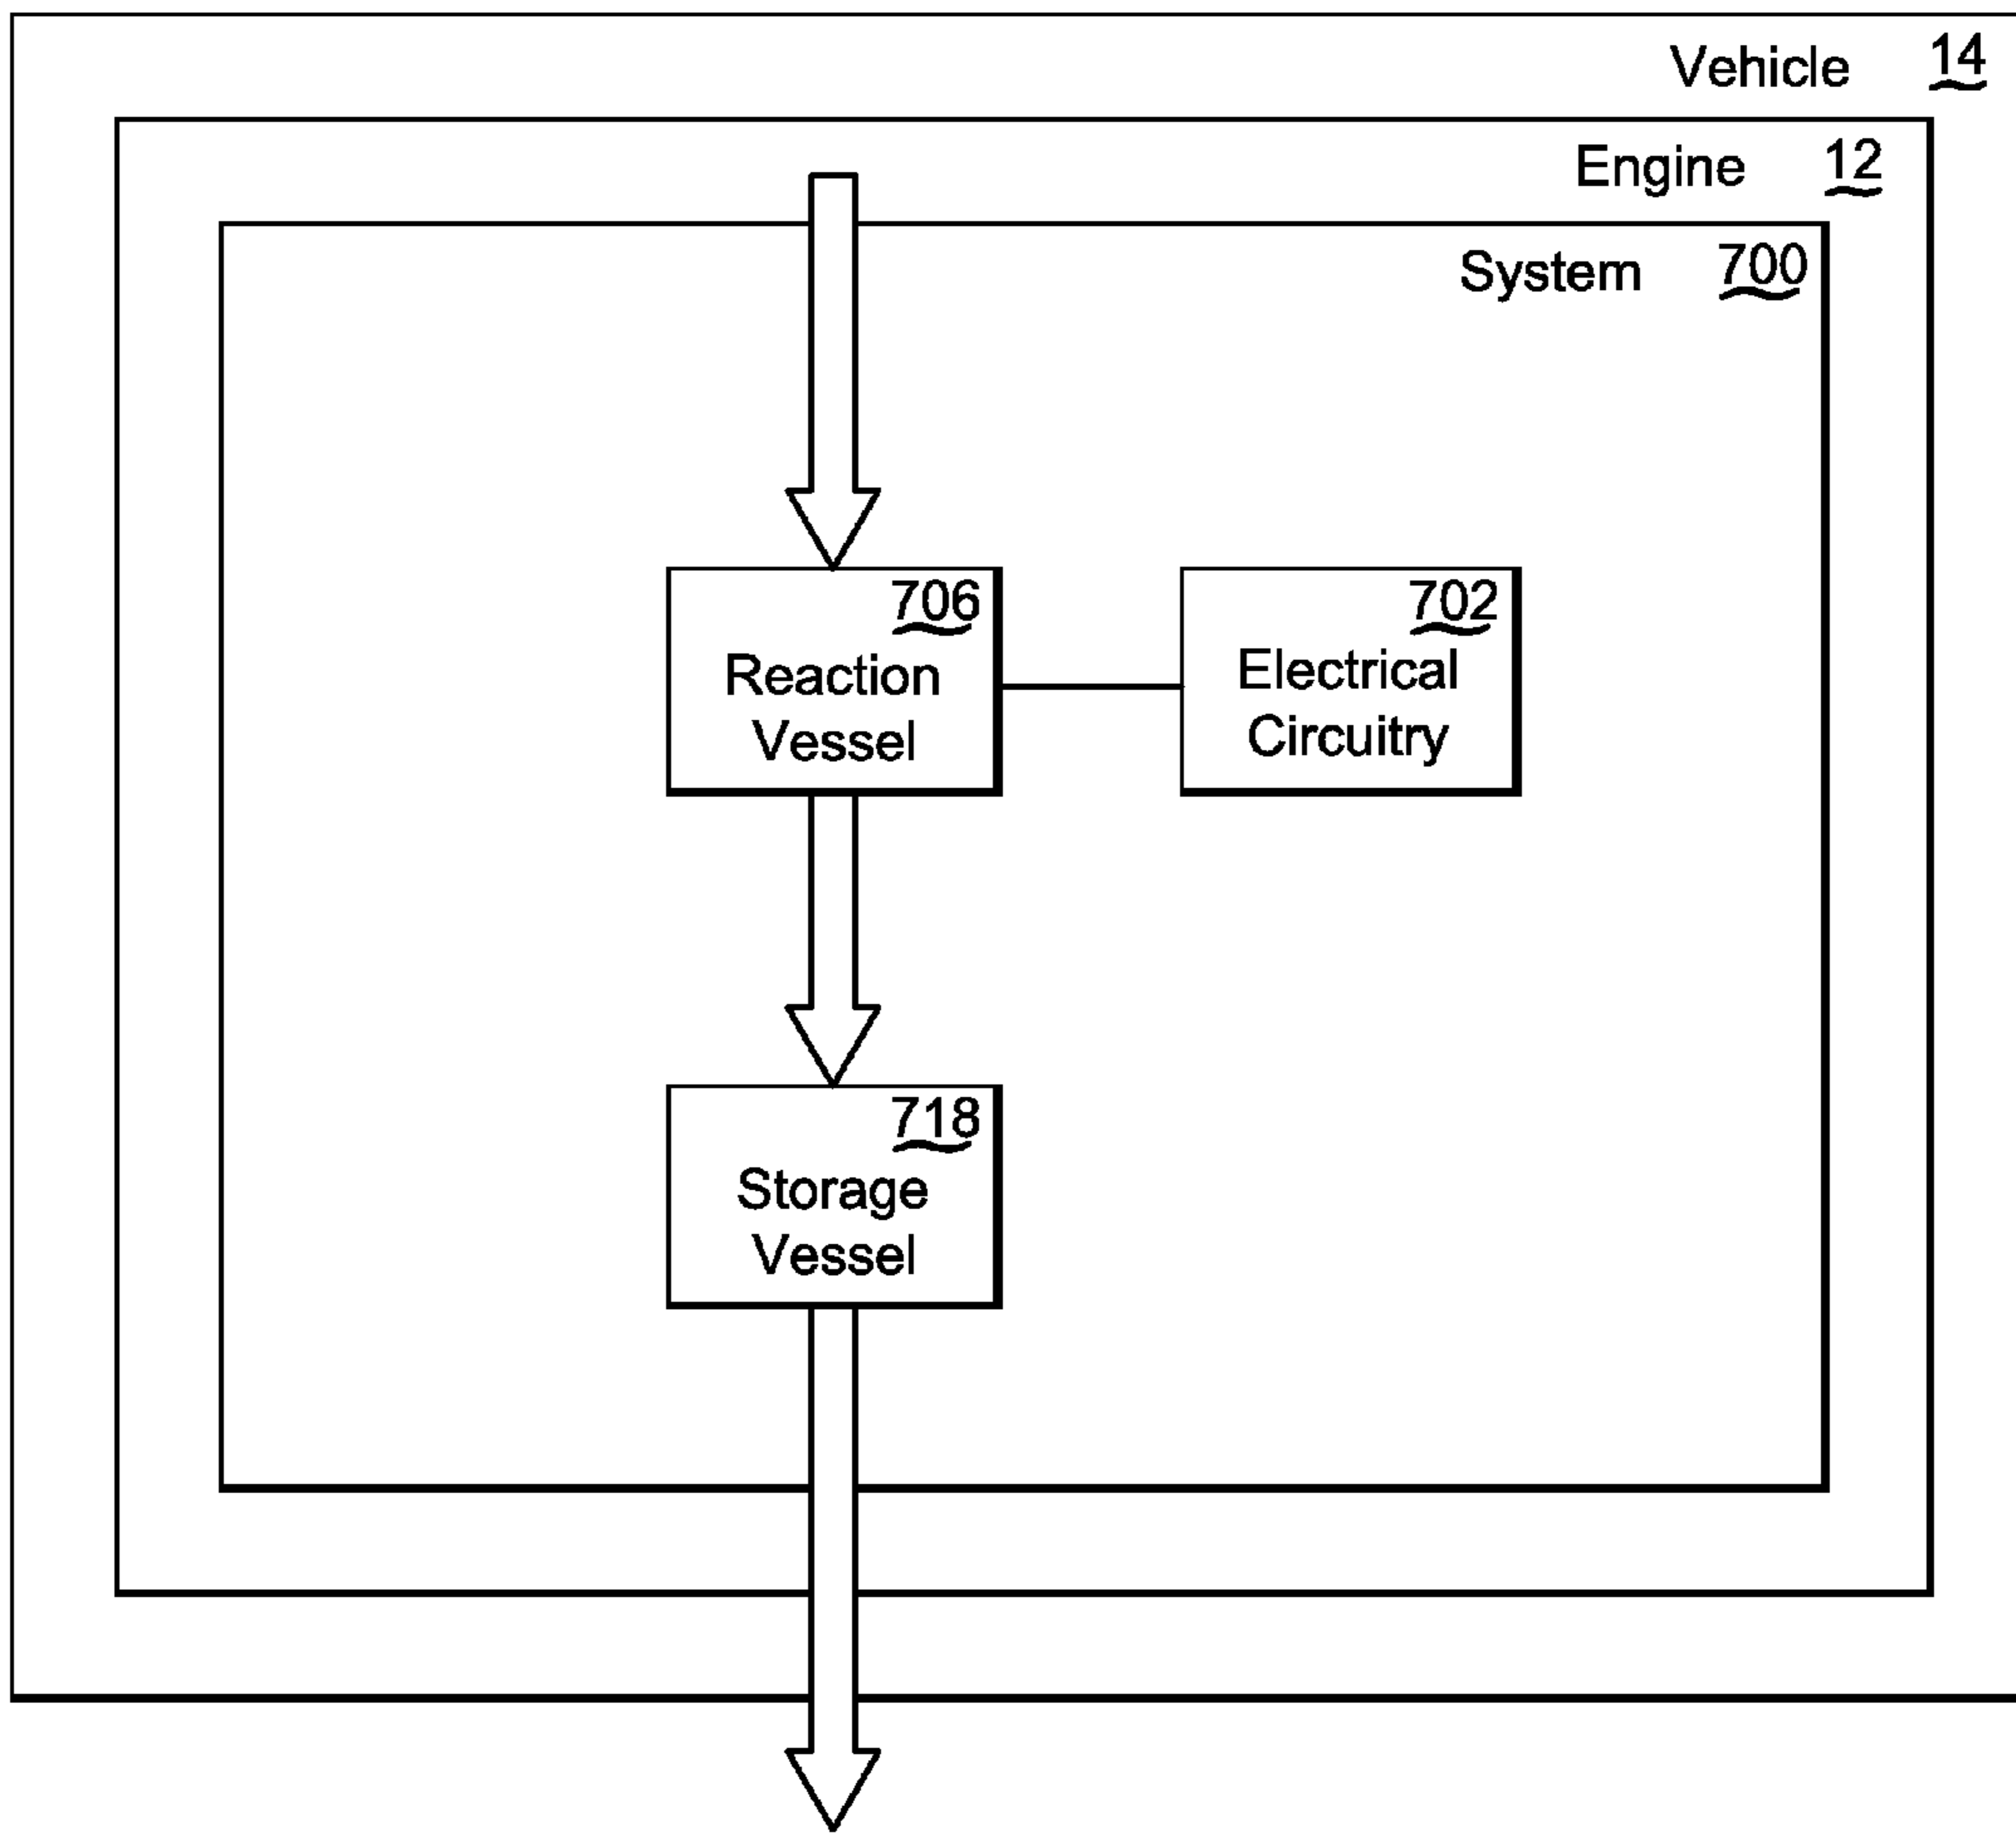 Vehicle 14
Engine 12
System 700
706
Reaction
Vessel
702
Electrical
Circuitry
718
Storage
Vessel